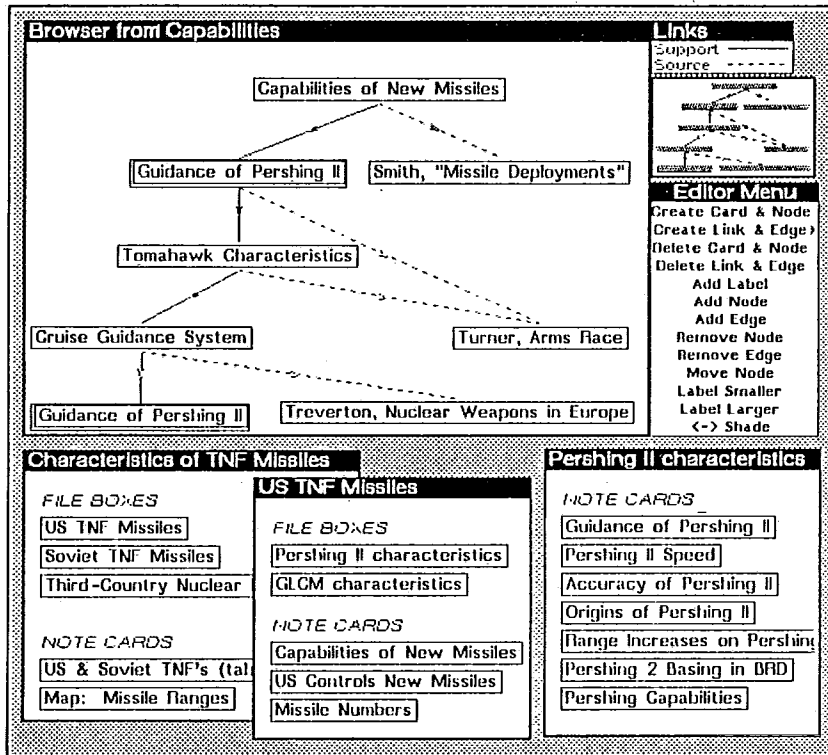 Browser from Capabilities
Capabilities of New Missiles
Guidance of Pershing II
Smith, "Missile Deployments"
Tomahawk Characteristics
Cruise Guidance System
Turner, Arms Race
Guidance of Pershing II
Treverton, Nuclear Weapons in Europe
Links
Support
Source
Editor Menu
Create Card & Node
Create Link & Edge>
Delete Card & Node
Delete Link & Edge
Add Label
Add Node
Add Edge
Remove Node
Remove Edge
Move Node
Label Smaller
Label Larger
<-> Shade
Characteristics of TNF Missiles
FILE BOXES
US TNF Missiles
Soviet TNF Missiles
Third-Country Nuclear
NOTE CARDS
US & Soviet TNF's
Map: Missile Ranges
US TNF Missiles
FILE BOXES
Pershing II characteristics
GLCM characteristics
NOTE CARDS
Capabilities of New Missiles
US Controls New Missiles
Missile Numbers
Pershing II characteristics
NOTE CARDS
Guidance of Pershing II
Pershing II Speed
Accuracy of Pershing II
Origins of Pershing II
Range Increases on Pershing
Pershing 2 Basing in BRD
Pershing Capabilities